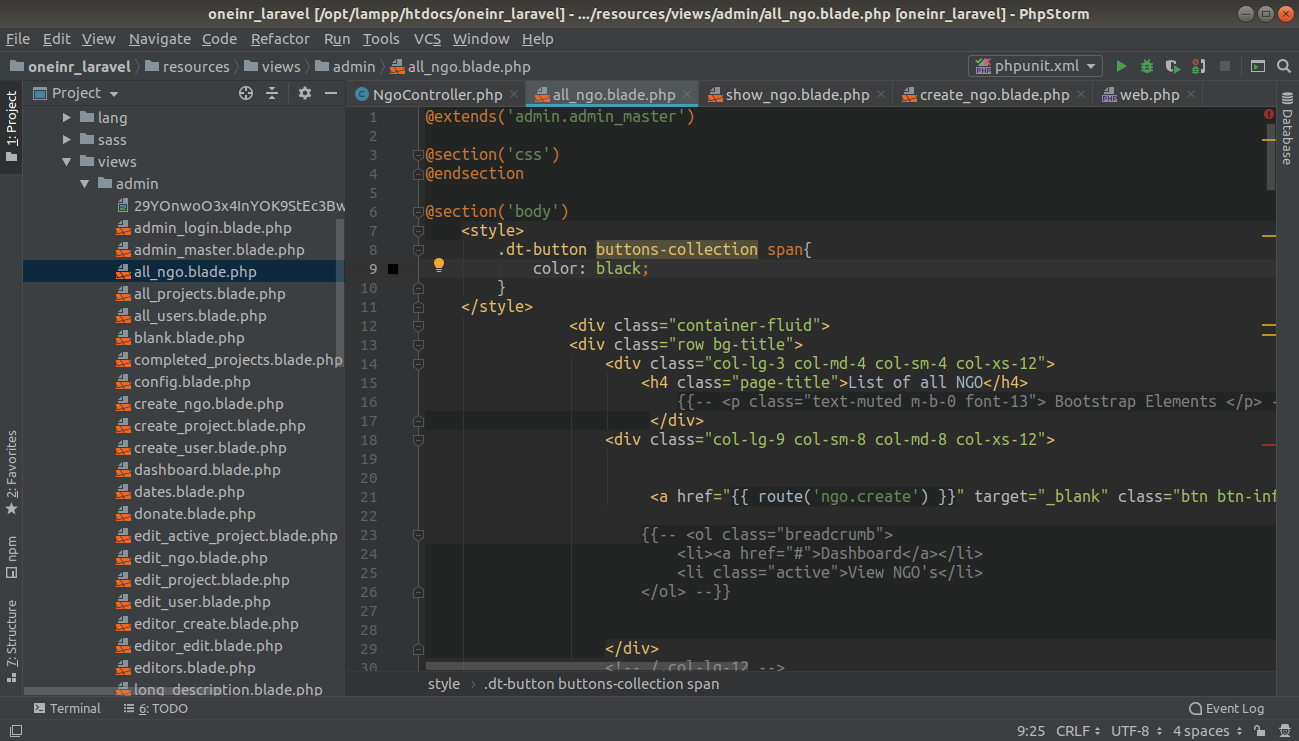 oneinr_laravel [/opt/lampp/htdocs/oneinr_laravel] - .../resources/views/admin/all_ngo.blade.php [oneinr_laravel] - PhpStorm
File Edit View Navigate Code Refactor Run Tools VCS Window Help
oneinr_laravel resources views admin all_ngo.blade.php phpunit.xml
1: Project
2: Favorites
npm
7: Structure
Project
lang
sass
views
admin
29YOnwoO3x4InYOK9StEc3Bw
admin_login.blade.php
admin_master.blade.php
all_ngo.blade.php
all_projects.blade.php
all_users.blade.php
blank.blade.php
completed_projects.blade.php
config.blade.php
create_ngo.blade.php
create_project.blade.php
create_user.blade.php
dashboard.blade.php
dates.blade.php
donate.blade.php
edit_active_project.blade.php
edit_ngo.blade.php
edit_project.blade.php
edit_user.blade.php
editor_create.blade.php
editor_edit.blade.php
editors.blade.php
long_description.blade.php
NgoController.php all_ngo.blade.php show_ngo.blade.php create_ngo.blade.php web.php
1 @extends('admin.admin_master')
2
3 @section('css')
4 @endsection
5
6 @section('body')
7 <style>
8 .dt-button buttons-collection span{
9 color: black;
10 }
11 </style>
12 <div class="container-fluid">
13 <div class="row bg-title">
14 <div class="col-lg-3 col-md-4 col-sm-4 col-xs-12">
15 <h4 class="page-title">List of all NGO</h4>
16 {{-- <p class="text-muted m-b-0 font-13"> Bootstrap Elements </p> -
17 </div>
18 <div class="col-lg-9 col-sm-8 col-md-8 col-xs-12">
19
20
21 <a href="{{ route('ngo.create') }}" target="_blank" class="btn btn-inf
22
23 {{-- <ol class="breadcrumb">
24 <li><a href="#">Dashboard</a></li>
25 <li class="active">View NGO's</li>
26 </ol> --}}
27
28
29 </div>
30 <!-- /.col-lg-12 -->
style › .dt-button buttons-collection span
Database
Terminal 6: TODO Event Log
9:25 CRLF UTF-8 4 spaces